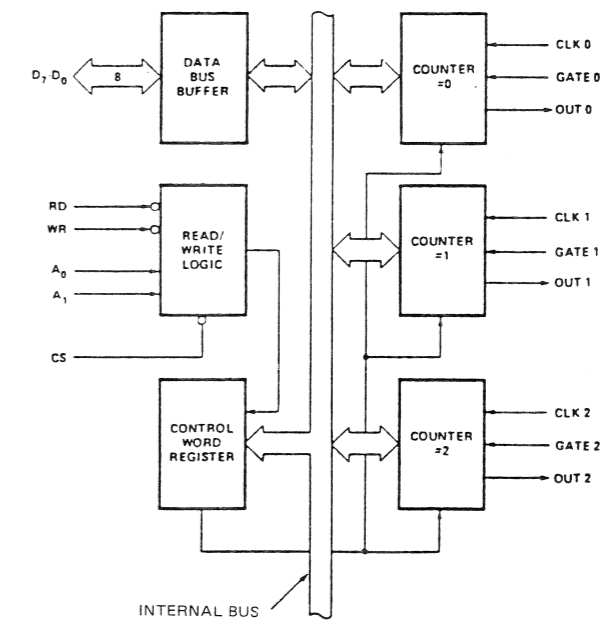 D7-D0
8
DATA
BUS
BUFFER
COUNTER
=0
CLK 0
GATE 0
OUT 0
RD
WR
A0
A1
CS
READ/
WRITE
LOGIC
COUNTER
=1
CLK 1
GATE 1
OUT 1
CONTROL
WORD
REGISTER
COUNTER
=2
CLK 2
GATE 2
OUT 2
INTERNAL BUS